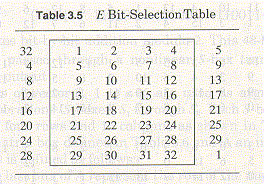 Table 3.5 E Bit-Selection Table
32 1 2 3 4 5
4 5 6 7 8 9
8 9 10 11 12 13
12 13 14 15 16 17
16 17 18 19 20 21
20 21 22 23 24 25
24 25 26 27 28 29
28 29 30 31 32 1